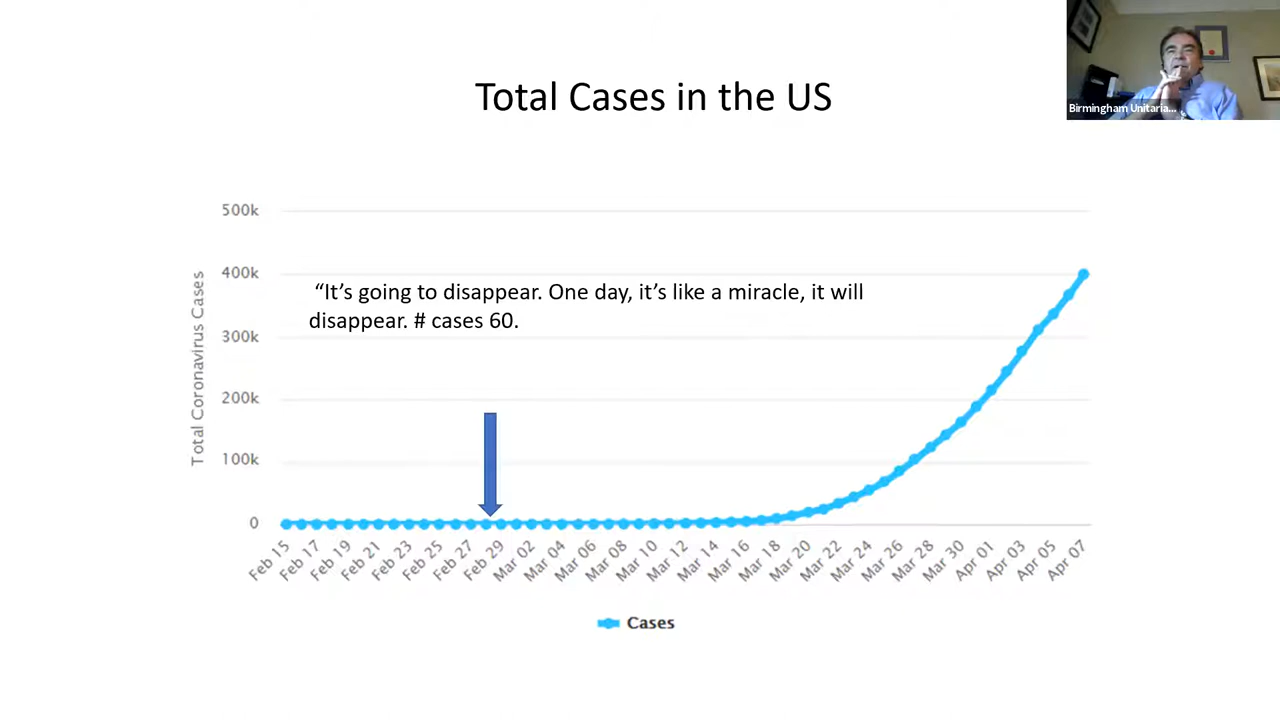 Total Cases in the US
Birmingham Unitaria...
500k
400k
300k
200k
100k
0
Total Coronavirus Cases
“It’s going to disappear. One day, it’s like a miracle, it will
disappear. # cases 60.
Feb 15
Feb 17
Feb 19
Feb 21
Feb 23
Feb 25
Feb 27
Feb 29
Mar 02
Mar 04
Mar 06
Mar 08
Mar 10
Mar 12
Mar 14
Mar 16
Mar 18
Mar 20
Mar 22
Mar 24
Mar 26
Mar 28
Mar 30
Apr 01
Apr 03
Apr 05
Apr 07
Cases